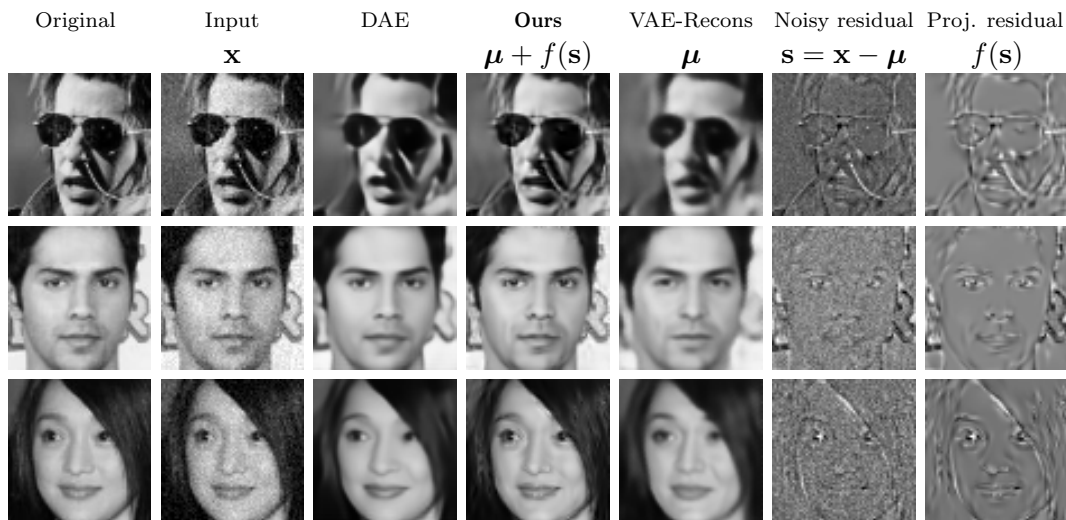 Original Input DAE Ours VAE-Recons Noisy residual Proj. residual
x μ + f(s) μ s = x − μ f(s)